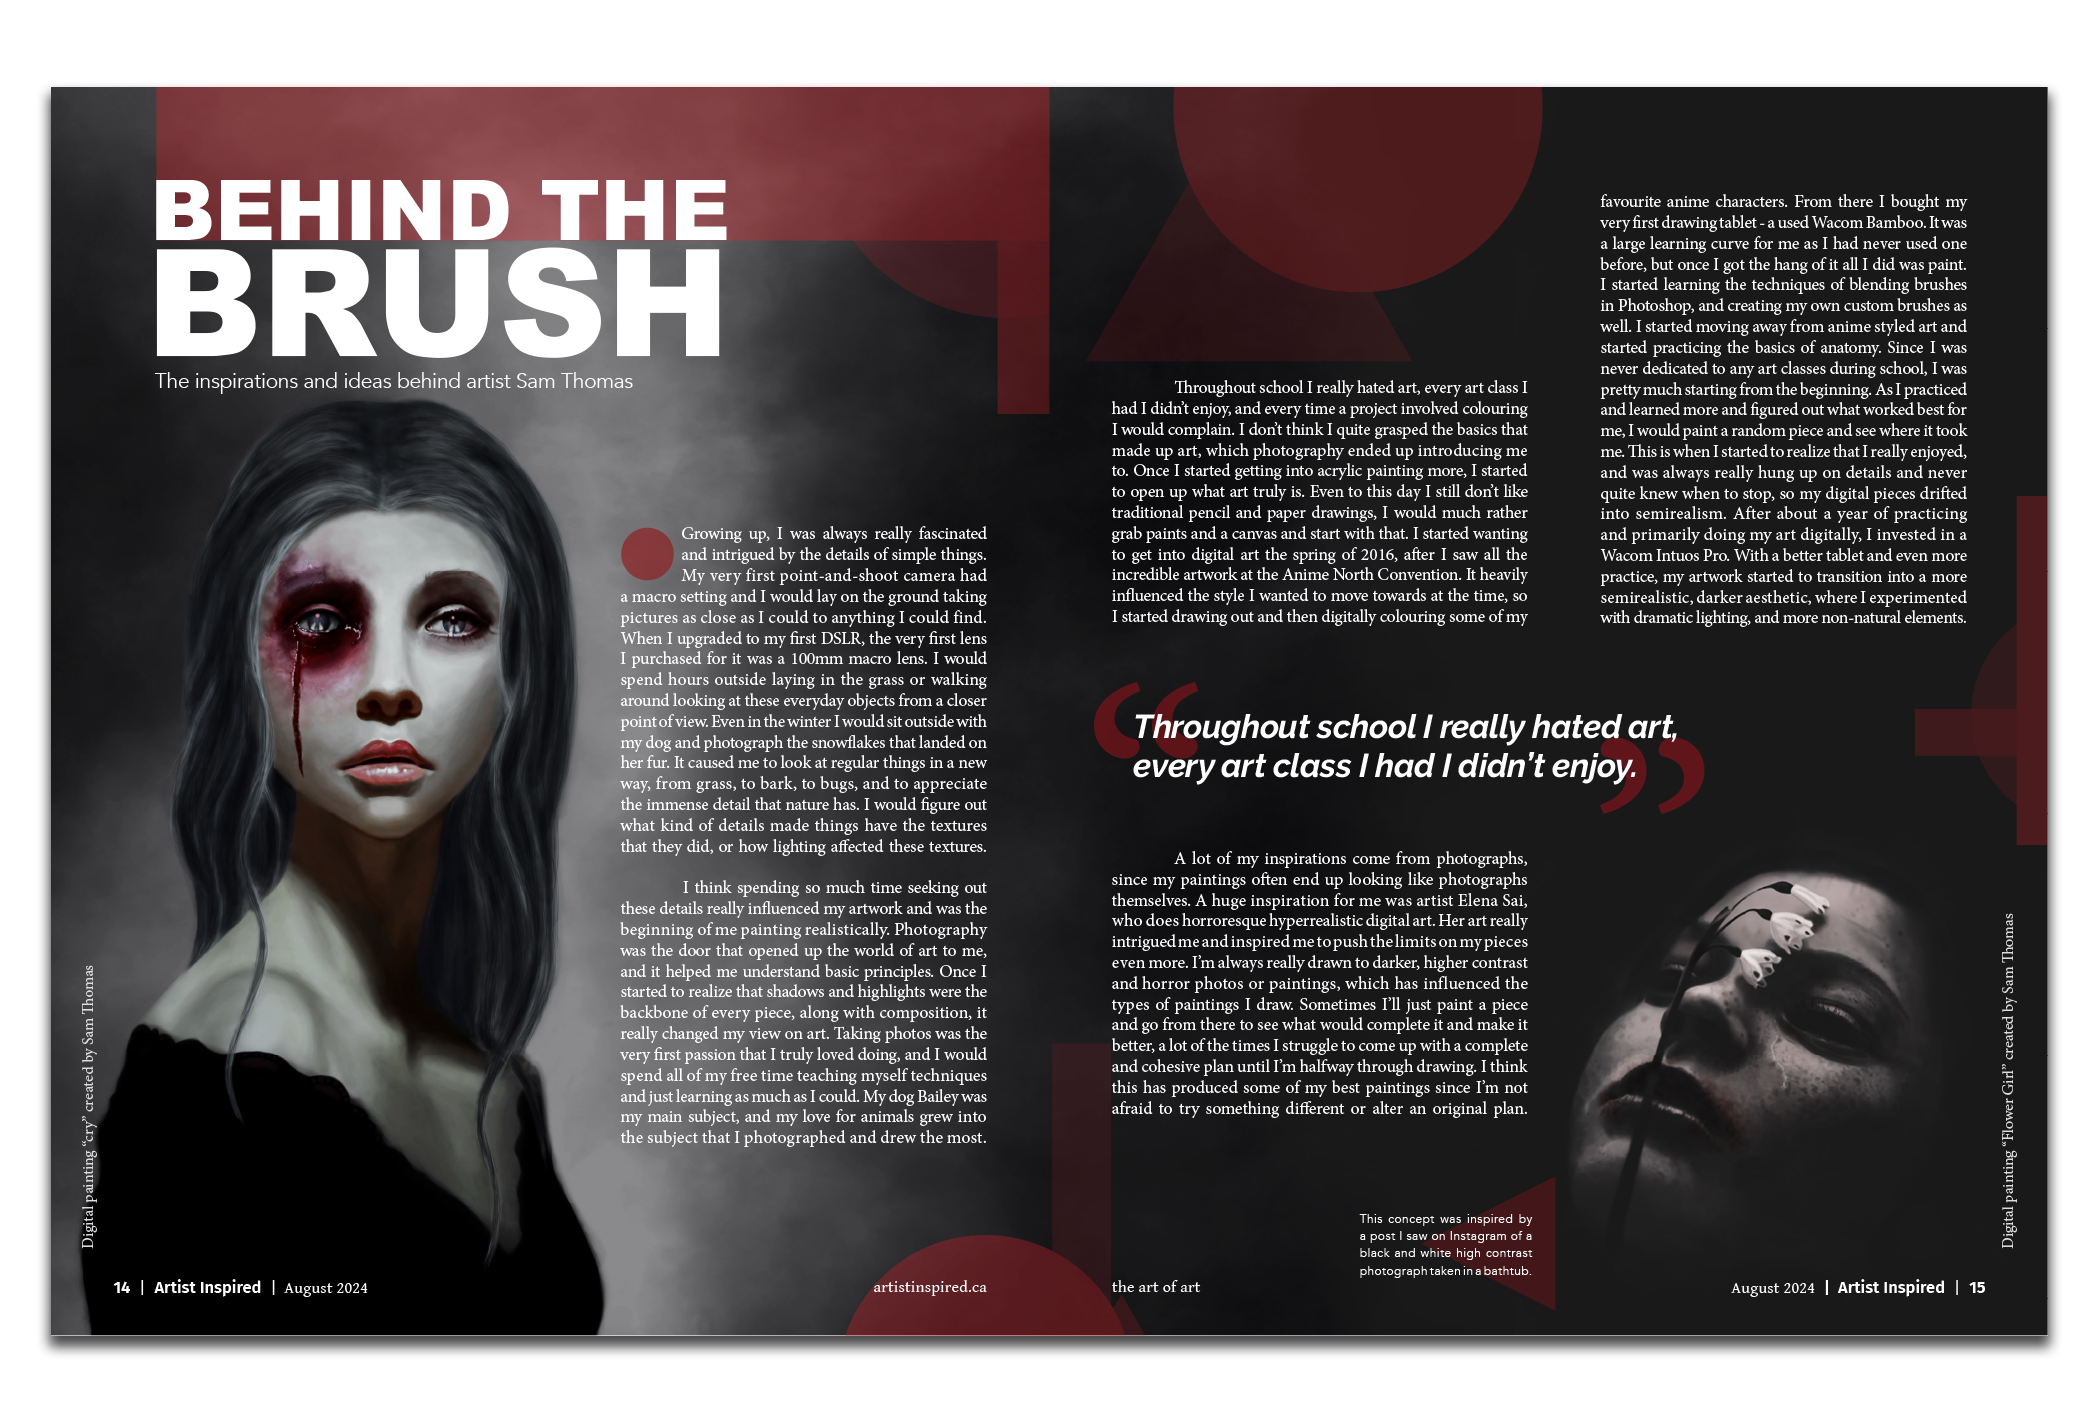 BEHIND THE
BRUSH
The inspirations and ideas behind artist Sam Thomas
Growing up, I was always really fascinated
and intrigued by the details of simple things.
My very first point-and-shoot camera had
a macro setting and I would lay on the ground taking
pictures as close as I could to anything I could find.
When I upgraded to my first DSLR, the very first lens
I purchased for it was a 100mm macro lens. I would
spend hours outside laying in the grass or walking
around looking at these everyday objects from a closer
point of view. Even in the winter I would sit outside with
my dog and photograph the snowflakes that landed on
her fur. It caused me to look at regular things in a new
way, from grass, to bark, to bugs, and to appreciate
the immense detail that nature has. I would figure out
what kind of details made things have the textures
that they did, or how lighting affected these textures.
I think spending so much time seeking out
these details really influenced my artwork and was the
beginning of me painting realistically. Photography
was the door that opened up the world of art to me,
and it helped me understand basic principles. Once I
started to realize that shadows and highlights were the
backbone of every piece, along with composition, it
really changed my view on art. Taking photos was the
very first passion that I truly loved doing, and I would
spend all of my free time teaching myself techniques
and just learning as much as I could. My dog Bailey was
my main subject, and my love for animals grew into
the subject that I photographed and drew the most.
Digital painting “cry” created by Sam Thomas
14 | Artist Inspired | August 2024
artistinspired.ca
Throughout school I really hated art, every art class I
had I didn’t enjoy, and every time a project involved colouring
I would complain. I don’t think I quite grasped the basics that
made up art, which photography ended up introducing me
to. Once I started getting into acrylic painting more, I started
to open up what art truly is. Even to this day I still don’t like
traditional pencil and paper drawings, I would much rather
grab paints and a canvas and start with that. I started wanting
to get into digital art the spring of 2016, after I saw all the
incredible artwork at the Anime North Convention. It heavily
influenced the style I wanted to move towards at the time, so
I started drawing out and then digitally colouring some of my
favourite anime characters. From there I bought my
very first drawing tablet - a used Wacom Bamboo. It was
a large learning curve for me as I had never used one
before, but once I got the hang of it all I did was paint.
I started learning the techniques of blending brushes
in Photoshop, and creating my own custom brushes as
well. I started moving away from anime styled art and
started practicing the basics of anatomy. Since I was
never dedicated to any art classes during school, I was
pretty much starting from the beginning. As I practiced
and learned more and figured out what worked best for
me, I would paint a random piece and see where it took
me. This is when I started to realize that I really enjoyed,
and was always really hung up on details and never
quite knew when to stop, so my digital pieces drifted
into semirealism. After about a year of practicing
and primarily doing my art digitally, I invested in a
Wacom Intuos Pro. With a better tablet and even more
practice, my artwork started to transition into a more
semirealistic, darker aesthetic, where I experimented
with dramatic lighting, and more non-natural elements.
“Throughout school I really hated art,
every art class I had I didn’t enjoy.”
A lot of my inspirations come from photographs,
since my paintings often end up looking like photographs
themselves. A huge inspiration for me was artist Elena Sai,
who does horroresque hyperrealistic digital art. Her art really
intrigued me and inspired me to push the limits on my pieces
even more. I’m always really drawn to darker, higher contrast
and horror photos or paintings, which has influenced the
types of paintings I draw. Sometimes I’ll just paint a piece
and go from there to see what would complete it and make it
better, a lot of the times I struggle to come up with a complete
and cohesive plan until I’m halfway through drawing. I think
this has produced some of my best paintings since I’m not
afraid to try something different or alter an original plan.
This concept was inspired by
a post I saw on Instagram of a
black and white high contrast
photograph taken in a bathtub.
Digital painting “Flower Girl” created by Sam Thomas
the art of art
August 2024 | Artist Inspired | 15